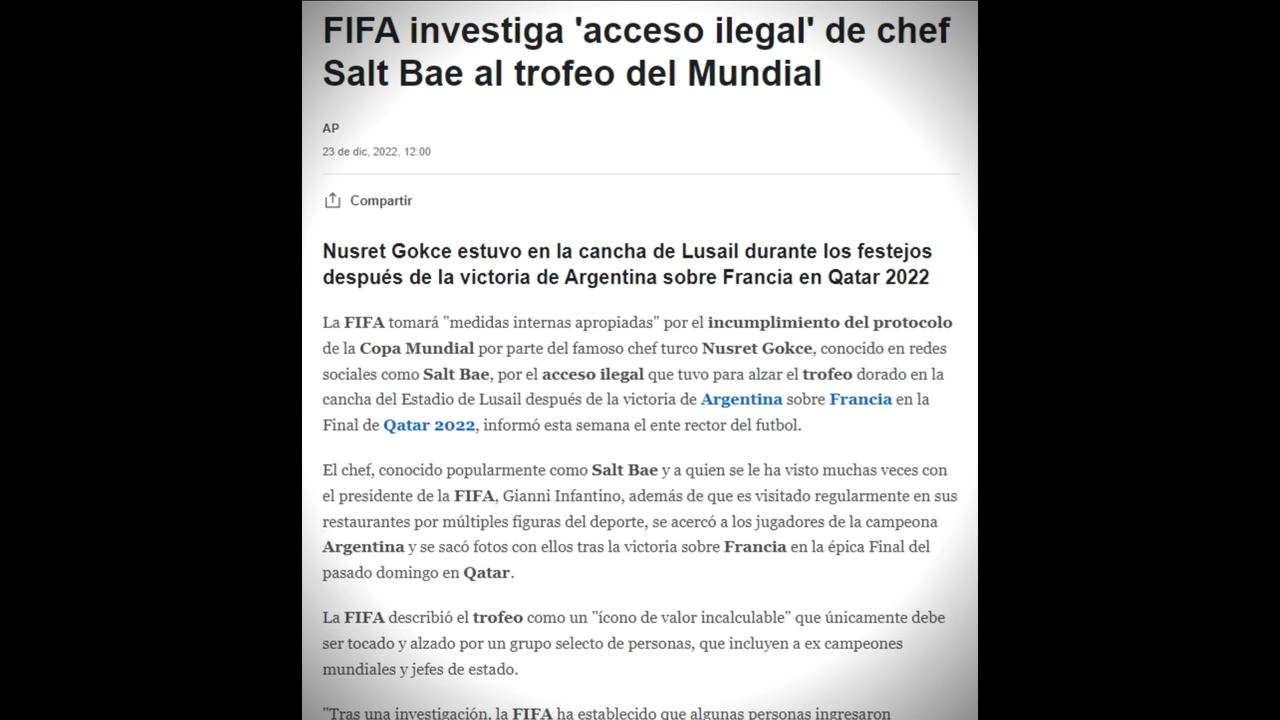 FIFA investiga 'acceso ilegal' de chef
Salt Bae al trofeo del Mundial
AP
23 de dic, 2022, 12:00
Compartir
Nusret Gokce estuvo en la cancha de Lusail durante los festejos
después de la victoria de Argentina sobre Francia en Qatar 2022
La FIFA tomará "medidas internas apropiadas" por el incumplimiento del protocolo
de la Copa Mundial por parte del famoso chef turco Nusret Gokce, conocido en redes
sociales como Salt Bae, por el acceso ilegal que tuvo para alzar el trofeo dorado en la
cancha del Estadio de Lusail después de la victoria de Argentina sobre Francia en la
Final de Qatar 2022, informó esta semana el ente rector del futbol.
El chef, conocido popularmente como Salt Bae y a quien se le ha visto muchas veces con
el presidente de la FIFA, Gianni Infantino, además de que es visitado regularmente en sus
restaurantes por múltiples figuras del deporte, se acercó a los jugadores de la campeona
Argentina y se sacó fotos con ellos tras la victoria sobre Francia en la épica Final del
pasado domingo en Qatar.
La FIFA describió el trofeo como un "ícono de valor incalculable" que únicamente debe
ser tocado y alzado por un grupo selecto de personas, que incluyen a ex campeones
mundiales y jefes de estado.
"Tras una investigación, la FIFA ha establecido que algunas personas ingresaron